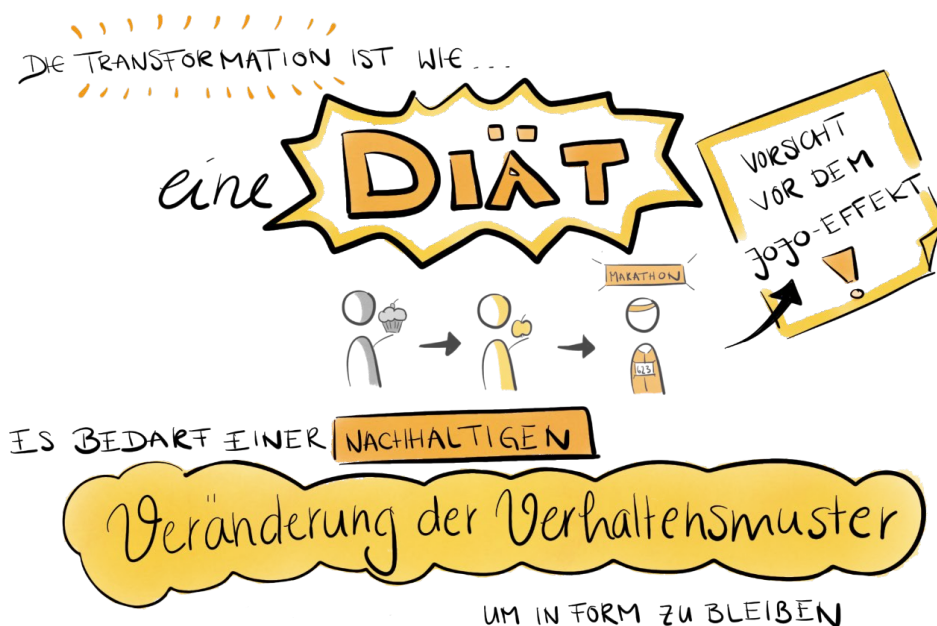 DIE TRANSFORMATION IST WIE...
eine DIÄT
VORSICHT
VOR DEM
JOJO-EFFEKT
!
MARATHON
623
ES BEDARF EINER NACHHALTIGEN
Veränderung der Verhaltensmuster
UM IN FORM ZU BLEIBEN